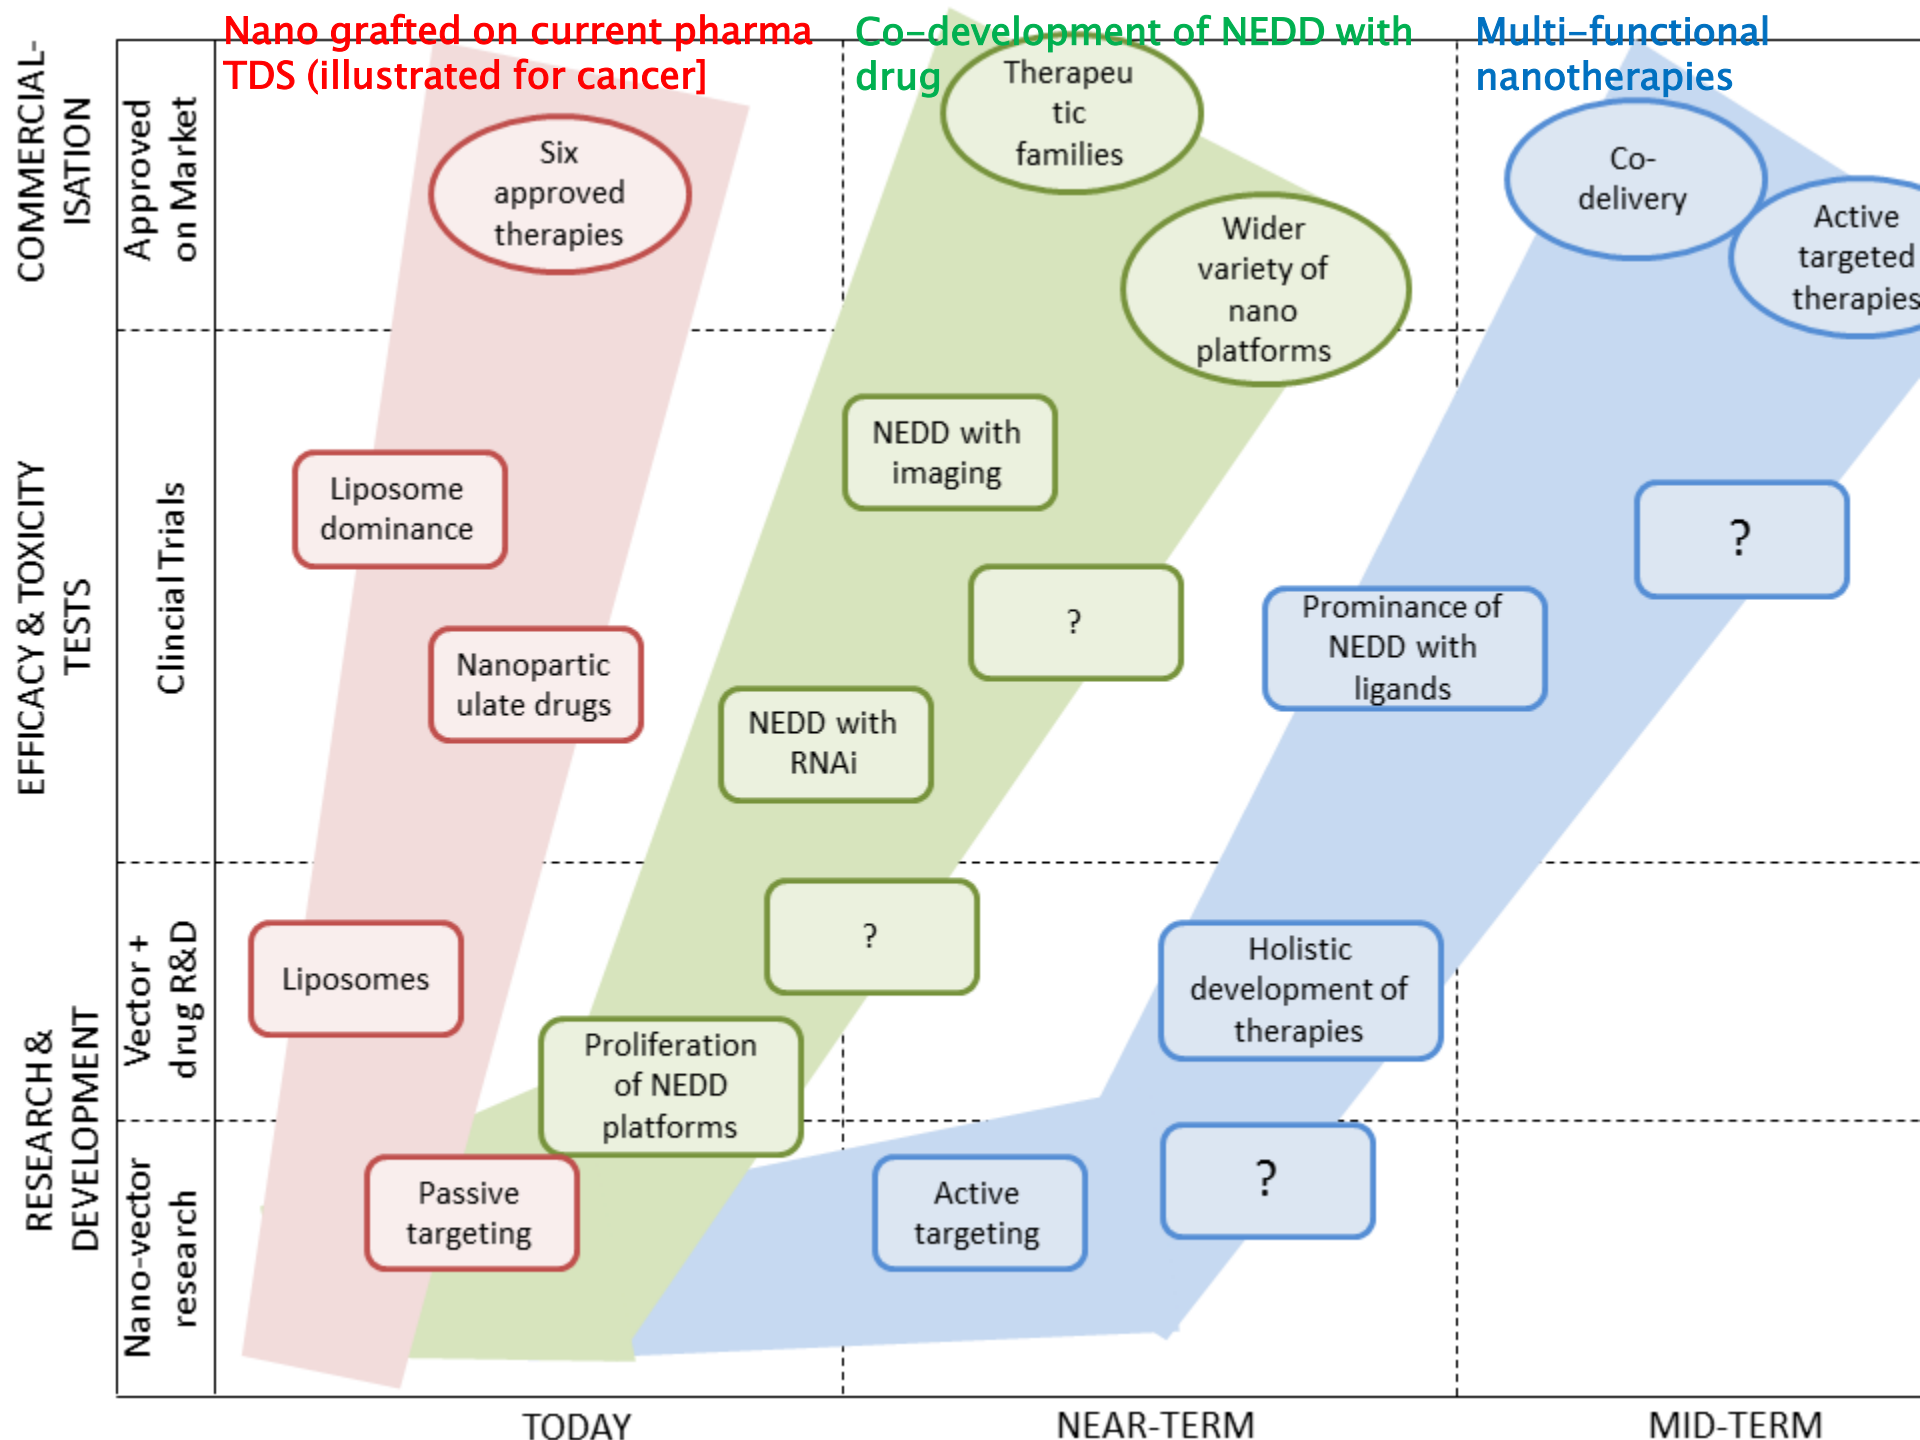 Nano grafted on current pharma
TDS (illustrated for cancer]
Co-development of NEDD with
drug
Multi-functional
nanotherapies
COMMERCIAL-
ISATION
Approved
on Market
Six
approved
therapies
Therapeu
tic
families
Wider
variety of
nano
platforms
Co-
delivery
Active
targeted
therapies
EFFICACY & TOXICITY
TESTS
Clincial Trials
Liposome
dominance
Nanopartic
ulate drugs
NEDD with
imaging
?
NEDD with
RNAi
Prominance of
NEDD with
ligands
?
RESEARCH &
DEVELOPMENT
Vector +
drug R&D
Liposomes
?
Proliferation
of NEDD
platforms
Holistic
development of
therapies
Nano-vector
research
Passive
targeting
Active
targeting
?
TODAY
NEAR-TERM
MID-TERM